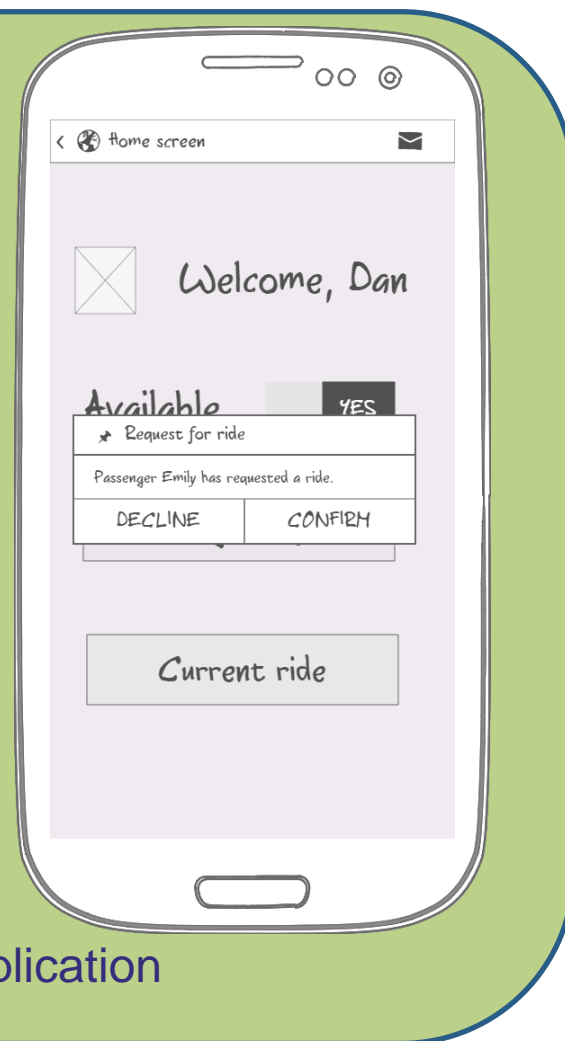 Home screen
Welcome, Dan
Available YES
Request for ride
Passenger Emily has requested a ride.
DECLINE CONFIRM
Current ride
plication